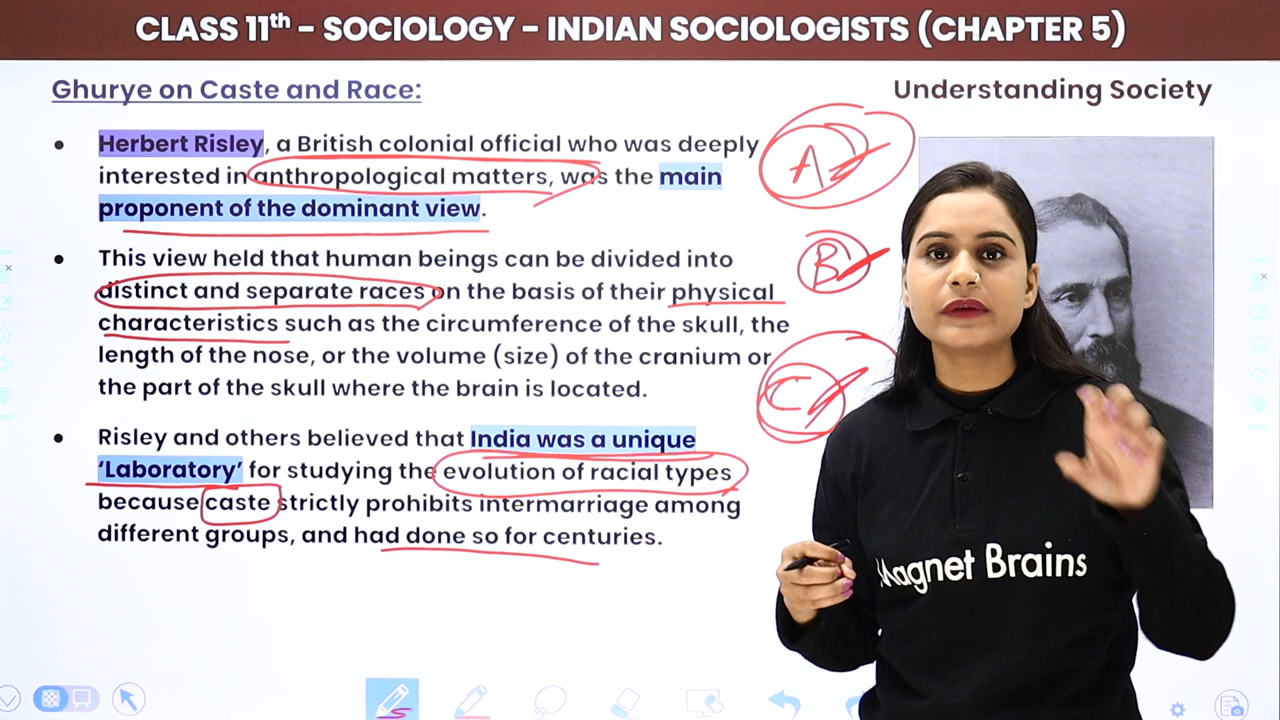 CLASS 11th - SOCIOLOGY - INDIAN SOCIOLOGISTS (CHAPTER 5)
Ghurye on Caste and Race:
Understanding Society
• Herbert Risley, a British colonial official who was deeply
interested in anthropological matters, was the main
proponent of the dominant view.
• This view held that human beings can be divided into
distinct and separate races on the basis of their physical
characteristics such as the circumference of the skull, the
length of the nose, or the volume (size) of the cranium or
the part of the skull where the brain is located.
• Risley and others believed that India was a unique
‘Laboratory’ for studying the evolution of racial types
because caste strictly prohibits intermarriage among
different groups, and had done so for centuries.
A
B
C
Magnet Brains